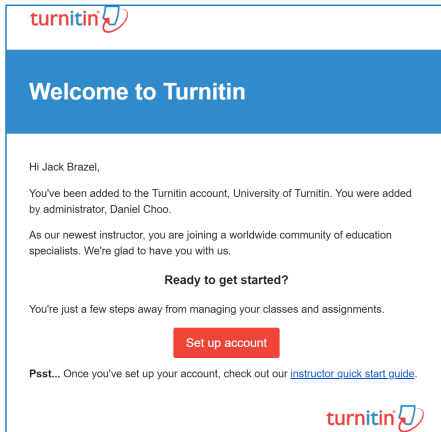 turnitin
Welcome to Turnitin
Hi Jack Brazel,
You've been added to the Turnitin account, University of Turnitin. You were added
by administrator, Daniel Choo.
As our newest instructor, you are joining a worldwide community of education
specialists. We're glad to have you with us.
Ready to get started?
You're just a few steps away from managing your classes and assignments.
Set up account
Psst... Once you've set up your account, check out our instructor quick start guide.
turnitin